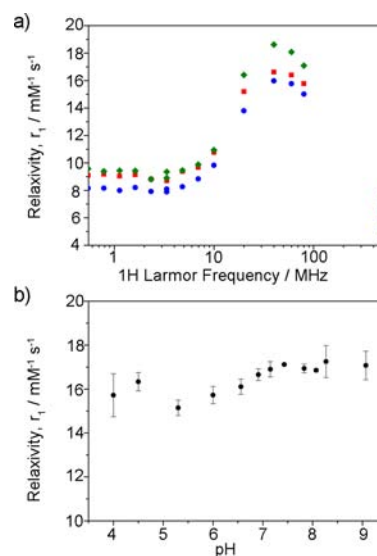 a)
20
18
16
14
12
10
8
6
4
2
Relaxivity, r₁ / mM⁻¹ s⁻¹
1 10 100
1H Larmor Frequency / MHz
b)
20
18
16
14
12
10
Relaxivity, r₁ / mM⁻¹ s⁻¹
4 5 6 7 8 9
pH